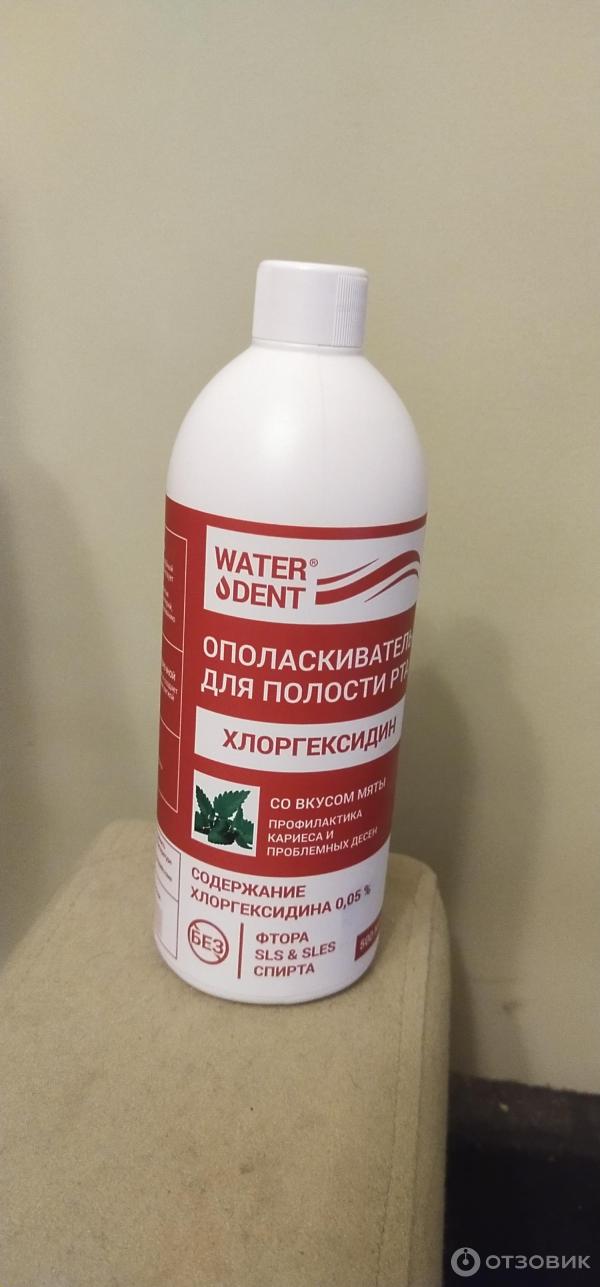 WATER®
DENT
ОПОЛАСКИВАТЕЛЬ
ДЛЯ ПОЛОСТИ РТА
ХЛОРГЕКСИДИН
СО ВКУСОМ МЯТЫ
ПРОФИЛАКТИКА
КАРИЕСА И
ПРОБЛЕМНЫХ ДЕСЕН
СОДЕРЖАНИЕ
ХЛОРГЕКСИДИНА 0,05 %
БЕЗ
ФТОРА
SLS & SLES
СПИРТА
500
ОТЗОВИК